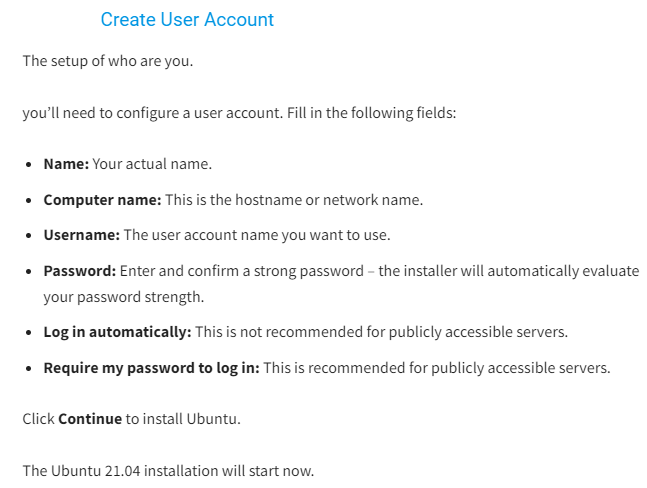 Create User Account
The setup of who are you.
you’ll need to configure a user account. Fill in the following fields:
• Name: Your actual name.
• Computer name: This is the hostname or network name.
• Username: The user account name you want to use.
• Password: Enter and confirm a strong password – the installer will automatically evaluate
your password strength.
• Log in automatically: This is not recommended for publicly accessible servers.
• Require my password to log in: This is recommended for publicly accessible servers.
Click Continue to install Ubuntu.
The Ubuntu 21.04 installation will start now.